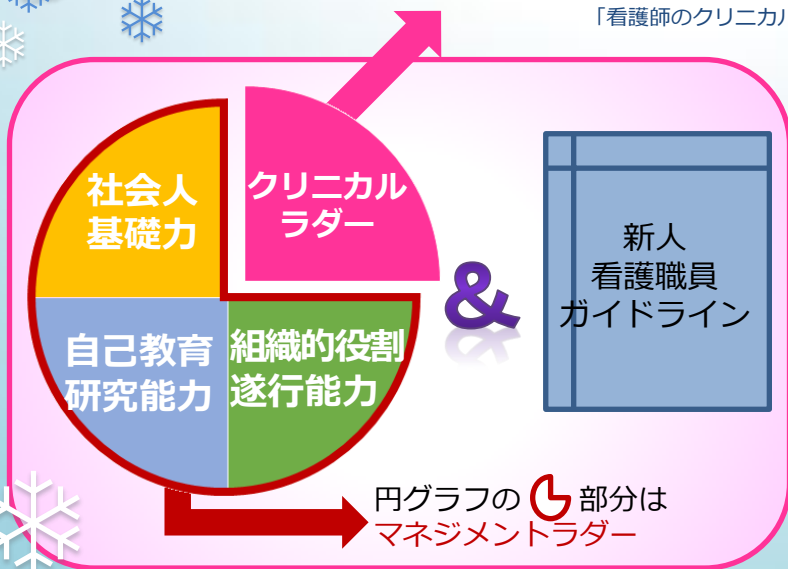 「看護師のクリニカル
社会人
基礎力
クリニカル
ラダー
自己教育
研究能力
組織的役割
遂行能力
&
新人
看護職員
ガイドライン
円グラフの部分は
マネジメントラダー